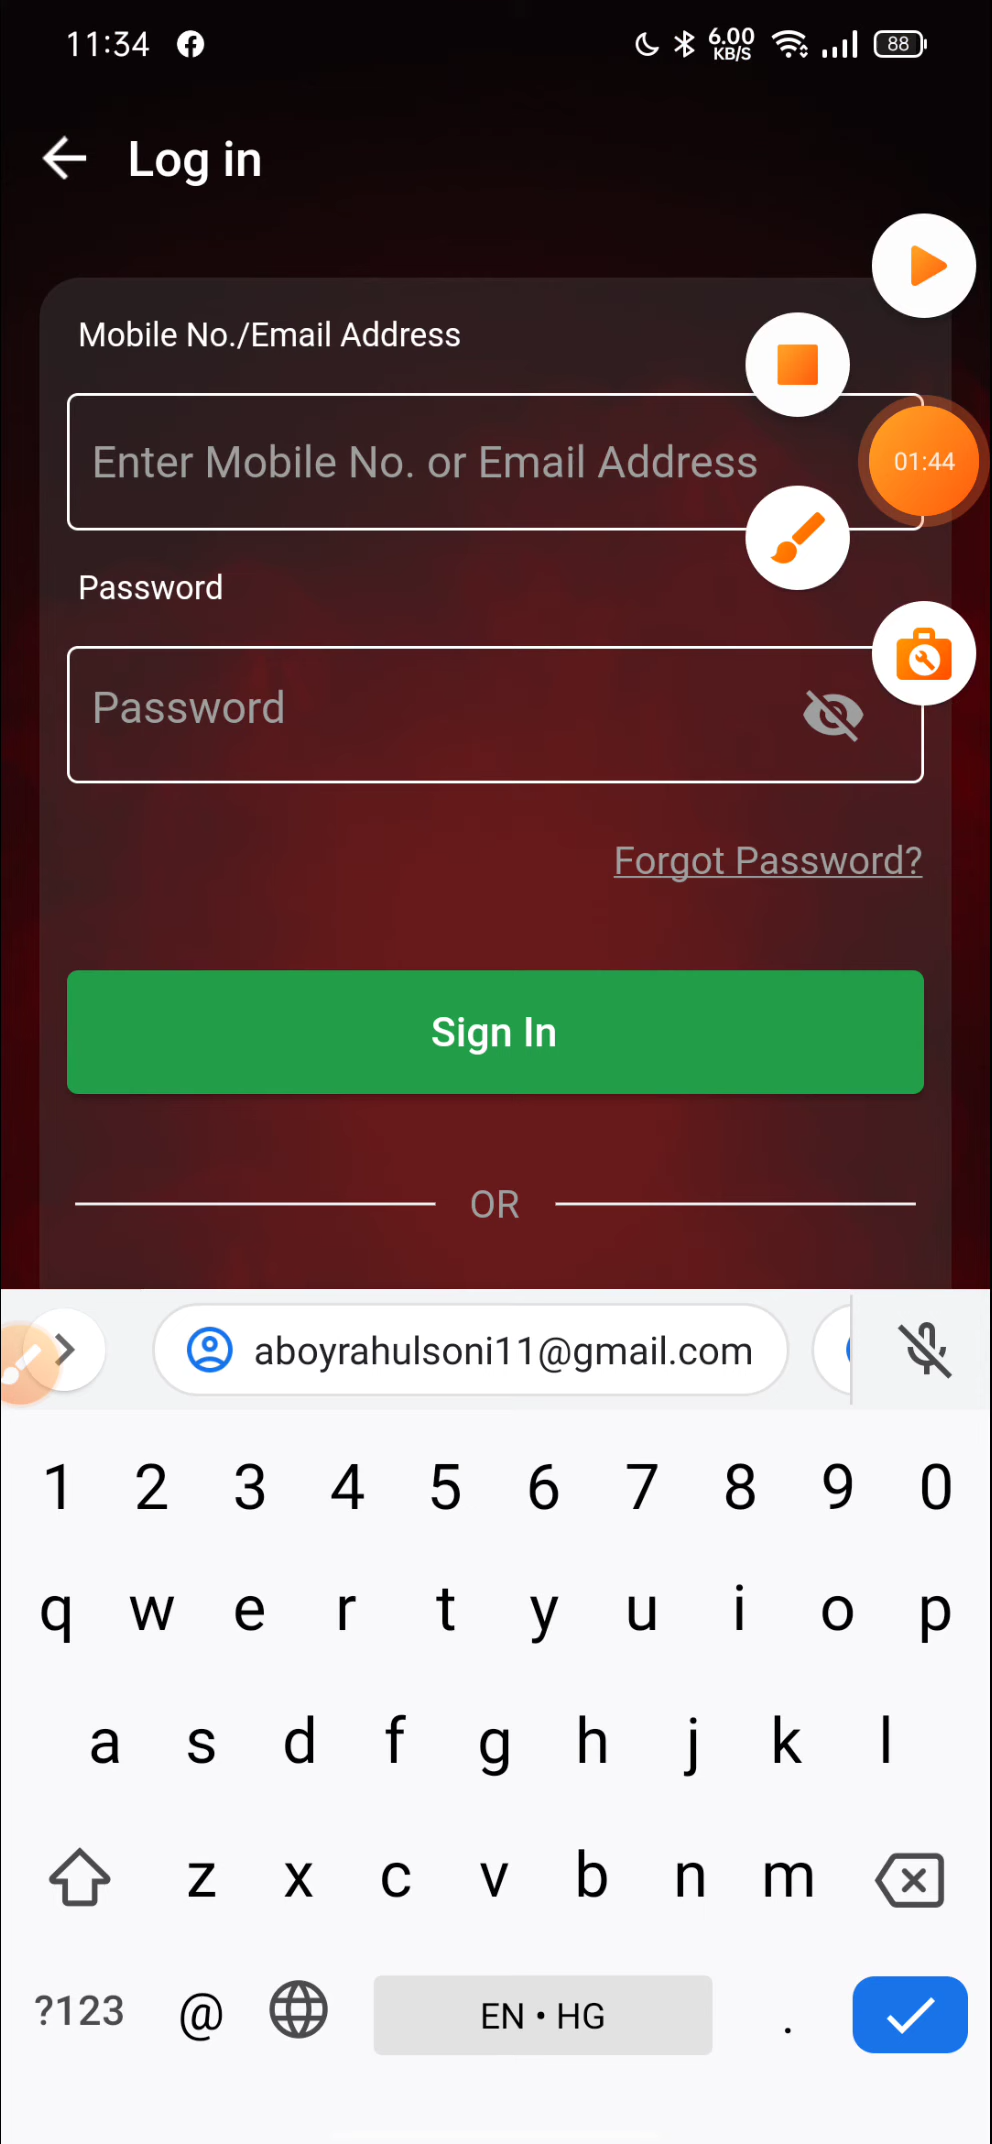 11:34
6.00
KB/S
88
Log in
Mobile No./Email Address
Enter Mobile No. or Email Address
01:44
Password
Password
Forgot Password?
Sign In
OR
aboyrahulsoni11@gmail.com
1 2 3 4 5 6 7 8 9 0
q w e r t y u i o p
a s d f g h j k l
z x c v b n m
?123 @ EN • HG .